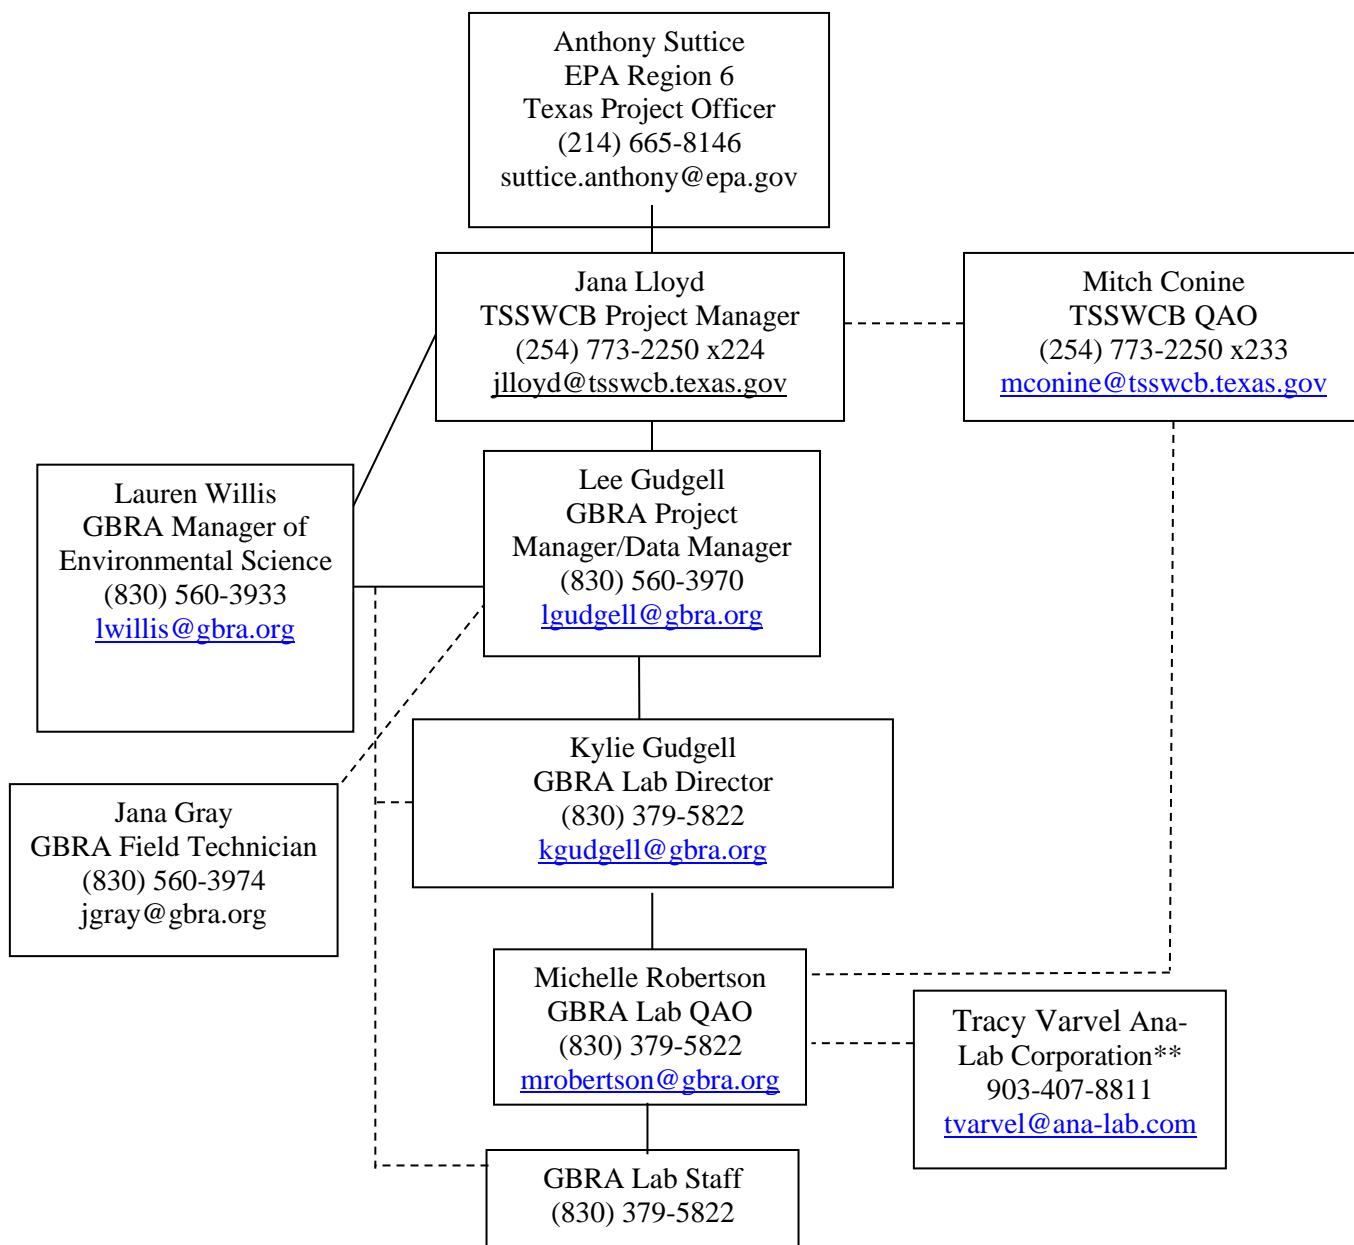 Anthony Suttice
EPA Region 6
Texas Project Officer
(214) 665-8146
suttice.anthony@epa.gov
Jana Lloyd
TSSWCB Project Manager
(254) 773-2250 x224
jlloyd@tsswcb.texas.gov
Mitch Conine
TSSWCB QAO
(254) 773-2250 x233
mconine@tsswcb.texas.gov
Lauren Willis
GBRA Manager of
Environmental Science
(830) 560-3933
lwillis@gbra.org
Lee Gudgell
GBRA Project
Manager/Data Manager
(830) 560-3970
lgudgell@gbra.org
Kylie Gudgell
GBRA Lab Director
(830) 379-5822
kgudgell@gbra.org
Jana Gray
GBRA Field Technician
(830) 560-3974
jgray@gbra.org
Michelle Robertson
GBRA Lab QAO
(830) 379-5822
mrobertson@gbra.org
Tracy Varvel Ana-
Lab Corporation**
903-407-8811
tvarvel@ana-lab.com
GBRA Lab Staff
(830) 379-5822